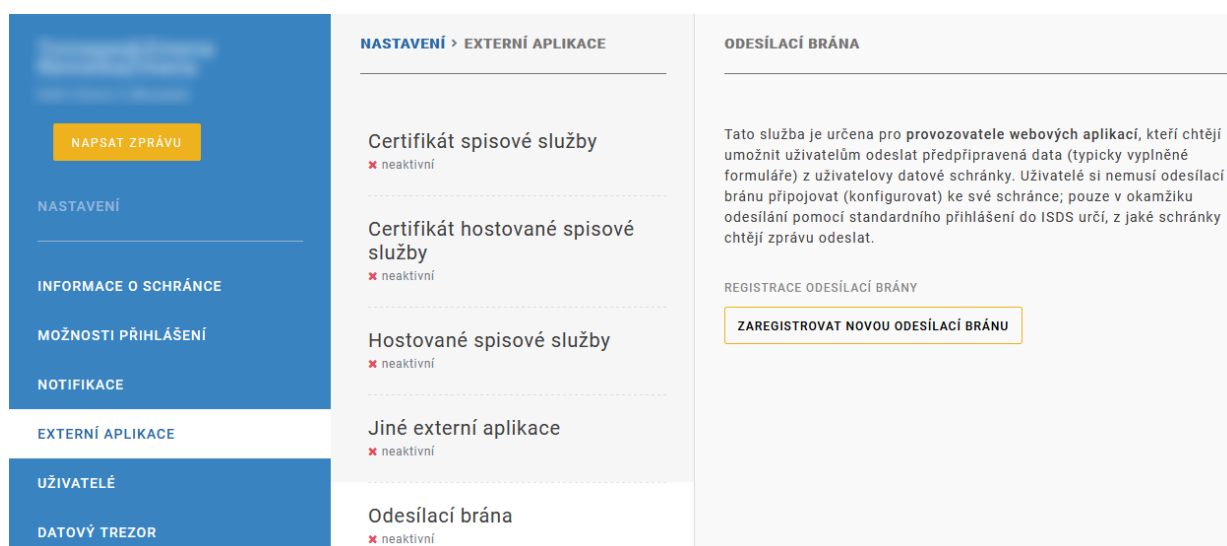 NAPSAT ZPRÁVU
NASTAVENÍ
INFORMACE O SCHRÁNCE
MOŽNOSTI PŘIHLÁŠENÍ
NOTIFIKACE
EXTERNÍ APLIKACE
UŽIVATELÉ
DATOVÝ TREZOR
NASTAVENÍ > EXTERNÍ APLIKACE
Certifikát spisové služby
✖ neaktivní
Certifikát hostované spisové
služby
✖ neaktivní
Hostované spisové služby
✖ neaktivní
Jiné externí aplikace
✖ neaktivní
Odesílací brána
✖ neaktivní
ODESÍLACÍ BRÁNA
Tato služba je určena pro provozovatele webových aplikací, kteří chtějí
umožnit uživatelům odeslat předpřipravená data (typicky vyplněné
formuláře) z uživatelovy datové schránky. Uživatelé si nemusí odesílací
bránu připojovat (konfigurovat) ke své schránce; pouze v okamžiku
odesílání pomocí standardního přihlášení do ISDS určí, z jaké schránky
chtějí zprávu odeslat.
REGISTRACE ODESÍLACÍ BRÁNY
ZAREGISTROVAT NOVOU ODESÍLACÍ BRÁNU